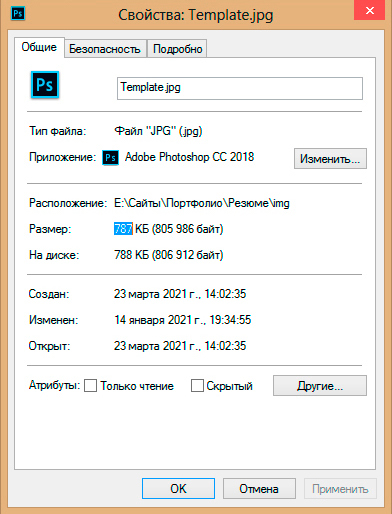 Ps Свойства: Template.jpg
Общие Безопасность Подробно
Ps Template.jpg
Тип файла: Файл "JPG" (.jpg)
Приложение: Ps Adobe Photoshop CC 2018 Изменить...
Расположение: E:\Сайты\Портфолио\Резюме\img
Размер: 787 КБ (805 986 байт)
На диске: 788 КБ (806 912 байт)
Создан: 23 марта 2021 г., 14:02:35
Изменен: 14 января 2021 г., 19:34:55
Открыт: 23 марта 2021 г., 14:02:35
Атрибуты: Только чтение Скрытый Другие...
OK Отмена Применить